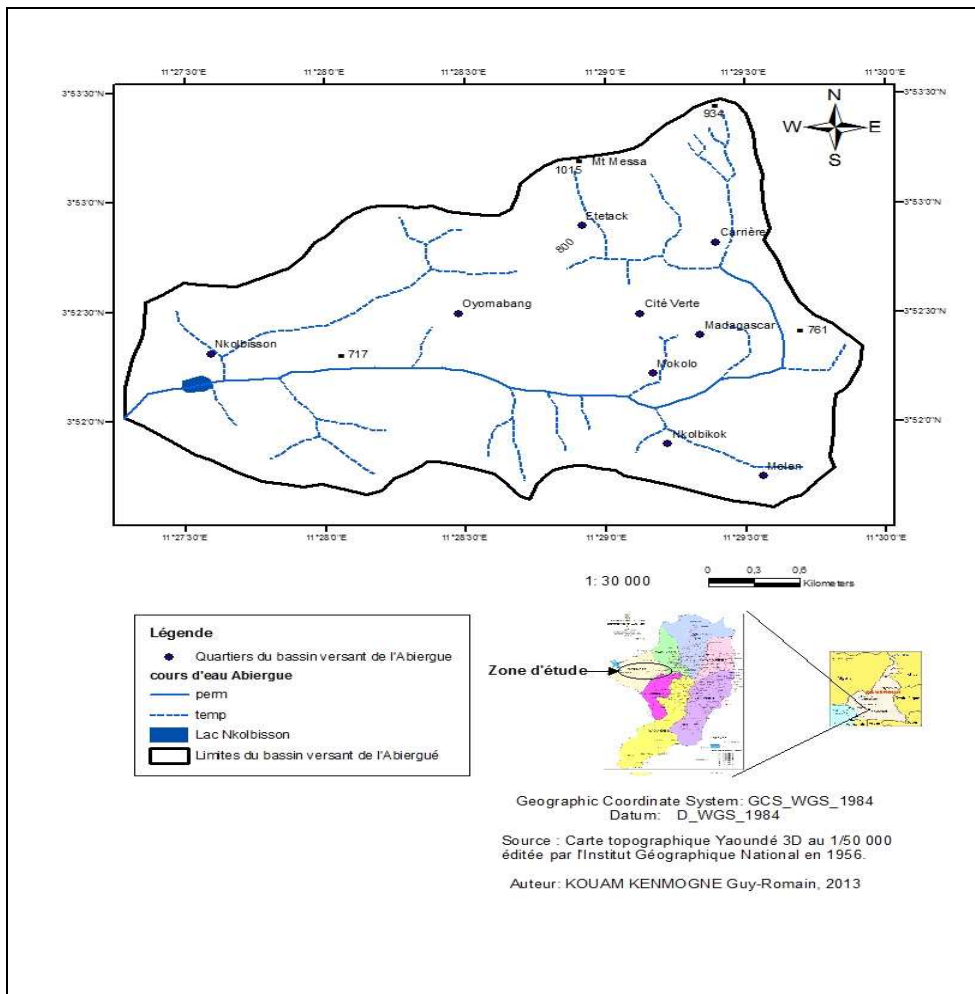 11°27'30"E 11°28'0"E 11°28'30"E 11°29'0"E 11°29'30"E 11°30'0"E
3°53'30"N 3°53'30"N
N
W E
S
934
1015 Mt Messa
3°53'0"N 3°53'0"N
Etetack
Carrière
800
3°52'30"N 3°52'30"N
Oyomabang Cité Verte
Madagascar 761
Nkolbisson 717
Mokolo
3°52'0"N 3°52'0"N
Nkolbikok
Melen
11°27'30"E 11°28'0"E 11°28'30"E 11°29'0"E 11°29'30"E 11°30'0"E
1: 30 000
0 0,3 0,6
Kilometers
Légende
Quartiers du bassin versant de l'Abiergue
cours d'eau Abiergue
perm
temp
Lac Nkolbisson
Limites du bassin versant de l'Abiergué
Zone d'étude
Geographic Coordinate System: GCS_WGS_1984
Datum: D_WGS_1984
Source : Carte topographique Yaoundé 3D au 1/50 000
éditée par l'Institut Géographique National en 1956.
Auteur: KOUAM KENMOGNE Guy-Romain, 2013